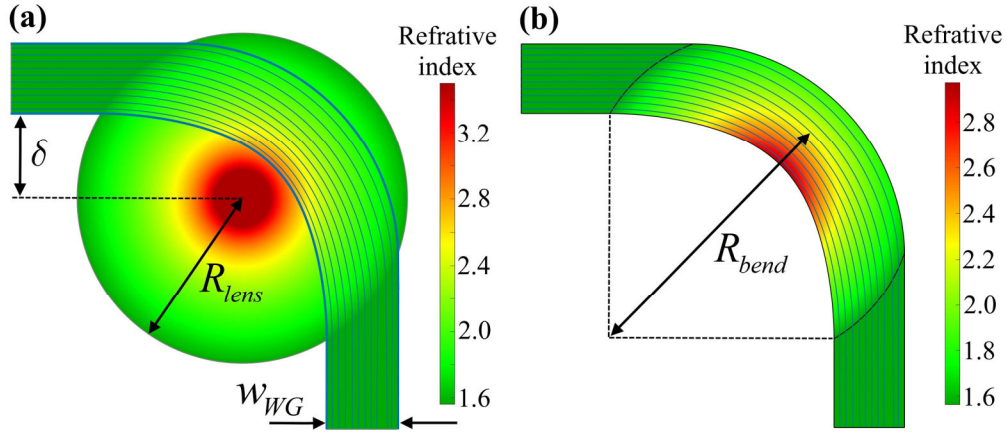 (a)
Refrative
index
3.2
2.8
2.4
2.0
1.6
δ
R_lens
w_WG
(b)
Refrative
index
2.8
2.6
2.4
2.2
2.0
1.8
1.6
R_bend